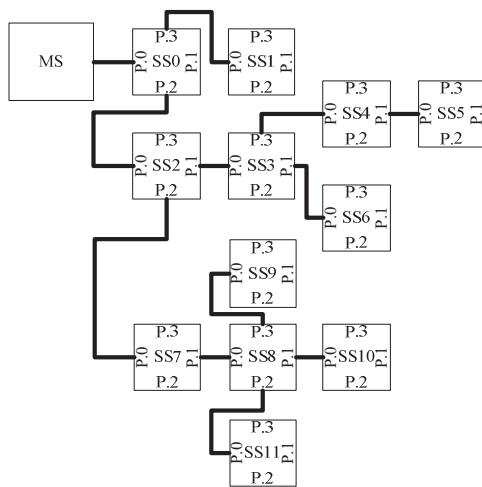 MS
P.3
P.0 SS0 P.1
P.2
P.3
P.0 SS1 P.1
P.2
P.3
P.0 SS4 P.1
P.2
P.3
P.0 SS5 P.1
P.2
P.3
P.0 SS2 P.1
P.2
P.3
P.0 SS3 P.1
P.2
P.3
P.0 SS6 P.1
P.2
P.3
P.0 SS9 P.1
P.2
P.3
P.0 SS7 P.1
P.2
P.3
P.0 SS8 P.1
P.2
P.3
P.0 SS10 P.1
P.2
P.3
P.0 SS11 P.1
P.2